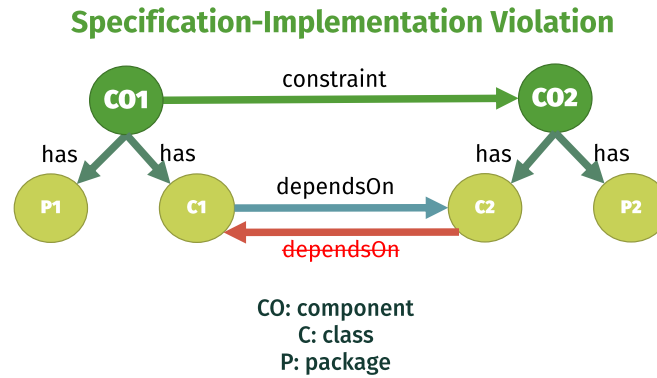 Specification-Implementation Violation
constraint
CO1
CO2
has
has
has
has
P1
C1
dependsOn
C2
P2
dependsOn
CO: component
C: class
P: package